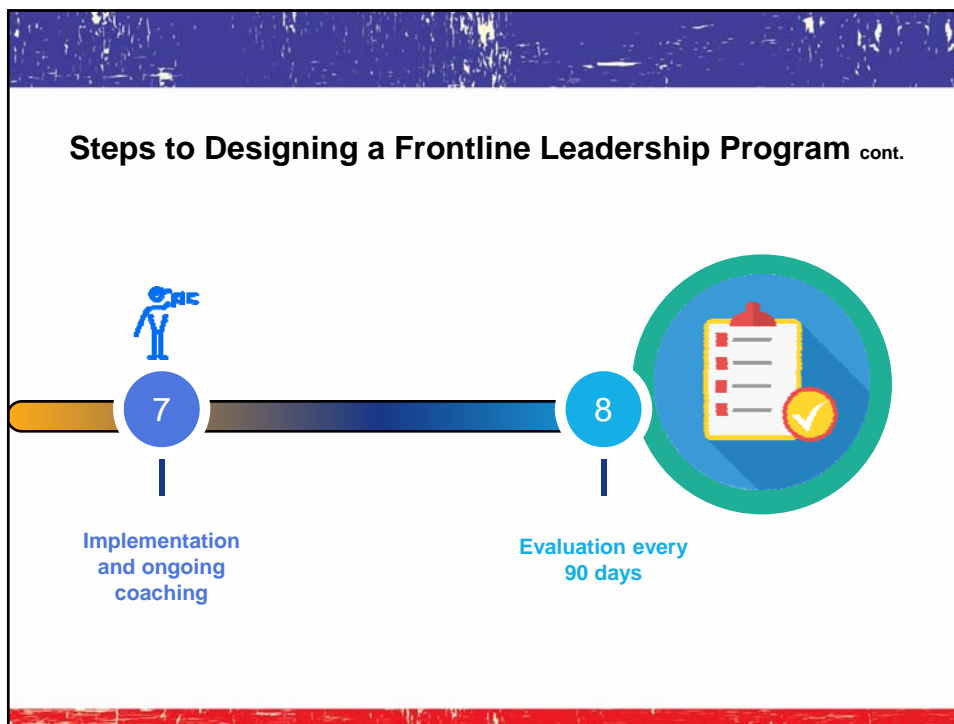 Steps to Designing a Frontline Leadership Program cont.
7
8
Implementation
and ongoing
coaching
Evaluation every
90 days